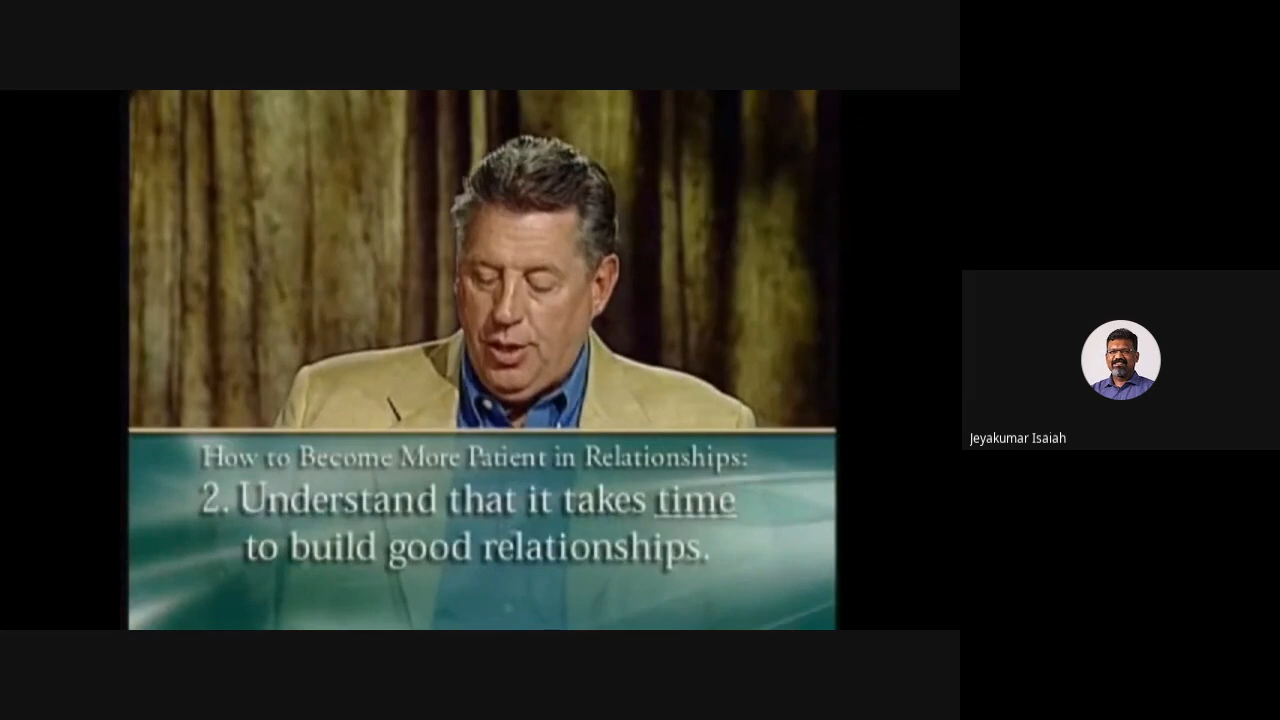 How to Become More Patient in Relationships:
2. Understand that it takes time
to build good relationships.
Jeyakumar Isaiah